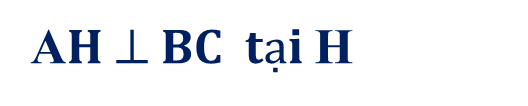 AH ⊥ BC tại H